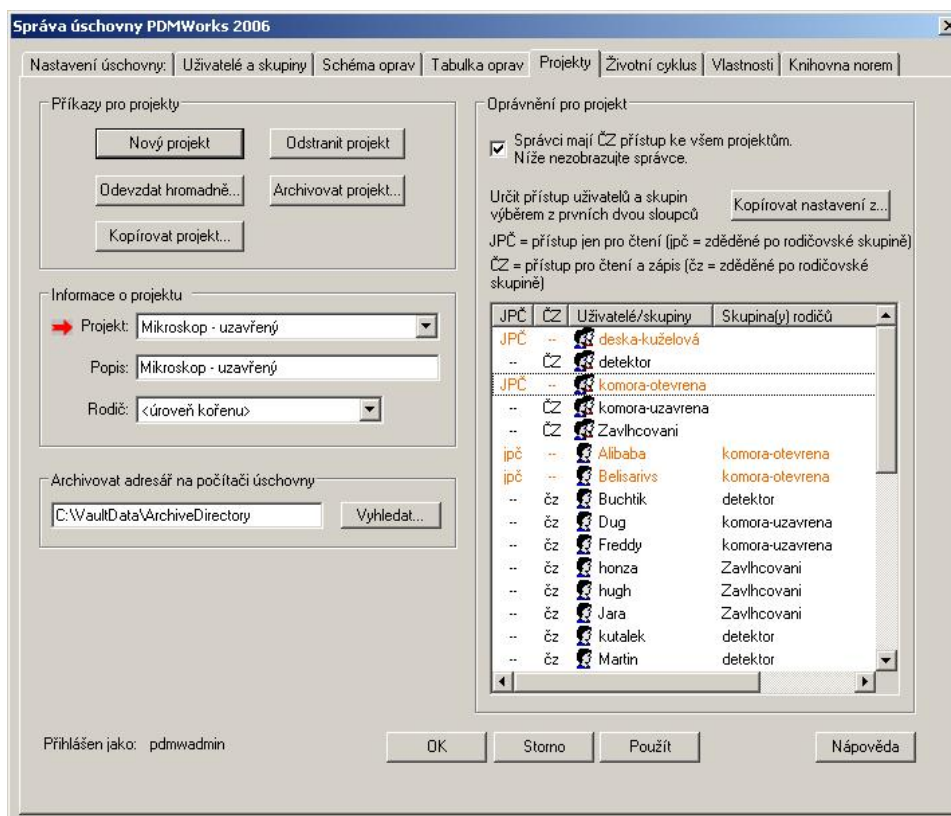 Správa úschovny PDMWorks 2006
Nastavení úschovny: Uživatelé a skupiny Schéma oprav Tabulka oprav Projekty Životní cyklus Vlastnosti Knihovna norem
Příkazy pro projekty
Nový projekt Odstranit projekt
Odevzdat hromadně... Archivovat projekt...
Kopírovat projekt...
Informace o projektu
Projekt: Mikroskop - uzavřený
Popis: Mikroskop - uzavřený
Rodič: <úroveň kořenu>
Archivovat adresář na počítači úschovny
C:\VaultData\ArchiveDirectory Vyhledat...
Oprávnění pro projekt
Správci mají ČZ přístup ke všem projektům.
Níže nezobrazujte správce.
Určit přístup uživatelů a skupin
výběrem z prvních dvou sloupců
Kopírovat nastavení z...
JPČ = přístup jen pro čtení (jpč = zděděné po rodičovské skupině)
ČZ = přístup pro čtení a zápis (čz = zděděné po rodičovské
skupině)
JPČ ČZ Uživatelé/skupiny Skupina(y) rodičů
JPČ -- deska-kuželová
-- ČZ detektor
JPČ -- komora-otevrena
-- ČZ komora-uzavrena
-- ČZ Zavlhcovani
jpč -- Alibaba komora-otevrena
jpč -- Belisarivs komora-otevrena
-- čz Buchtik detektor
-- čz Dug komora-uzavrena
-- čz Freddy komora-uzavrena
-- čz honza Zavlhcovani
-- čz hugh Zavlhcovani
-- čz Jara Zavlhcovani
-- čz kutalek detektor
-- čz Martin detektor
Přihlášen jako: pdmwadmin
OK Storno Použít Nápověda